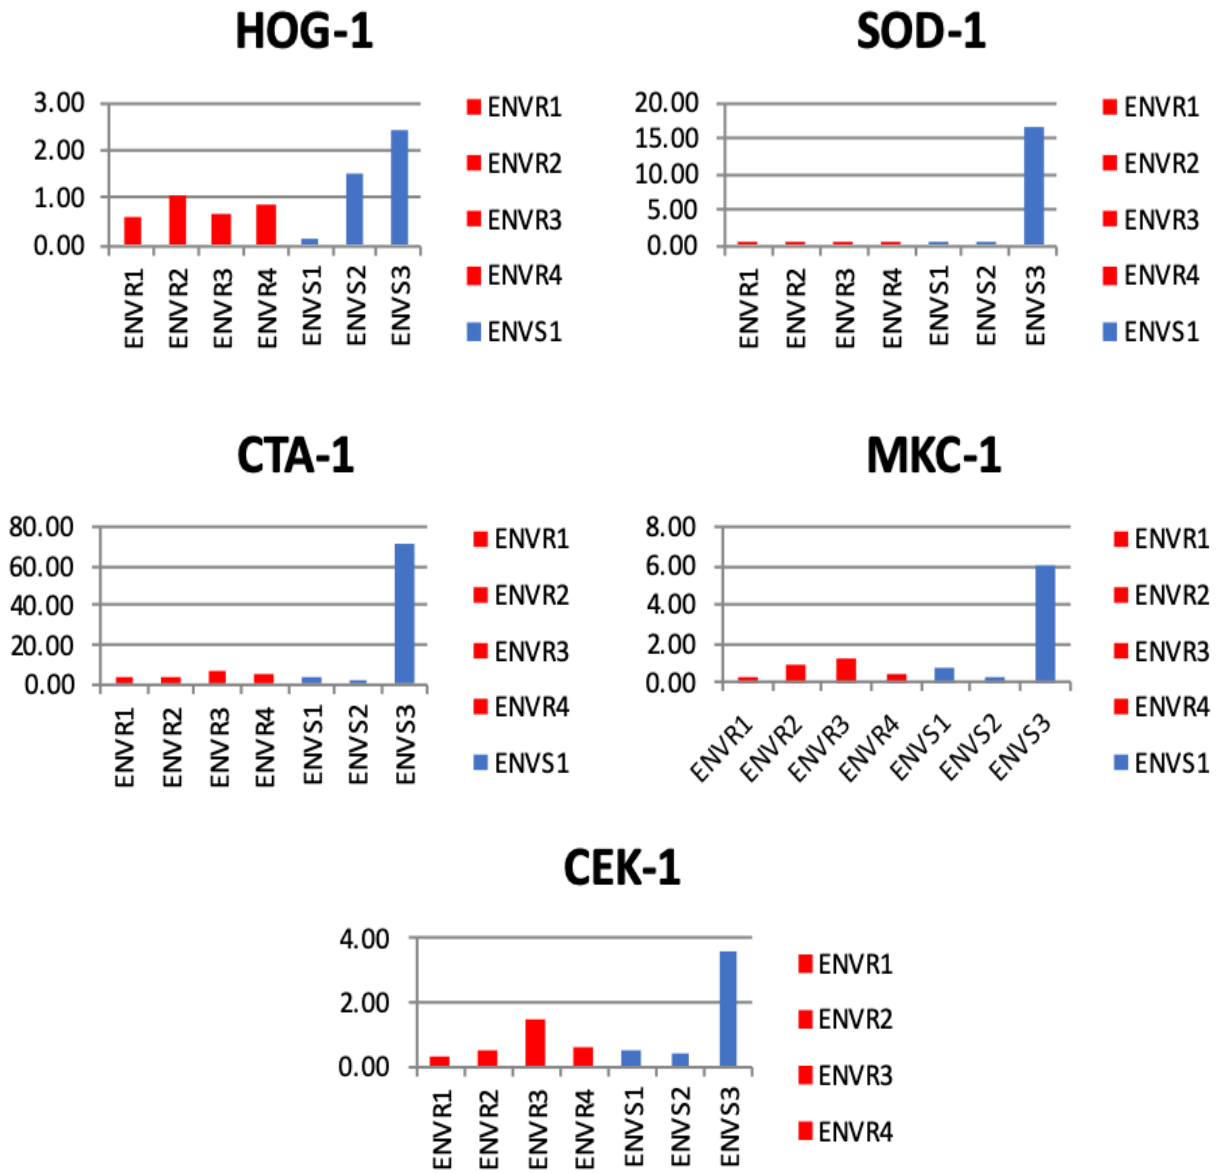 HOG-1
3.00
2.00
1.00
0.00
ENVR1
ENVR2
ENVR3
ENVR4
ENVS1
ENVS2
ENVS3
ENVR1
ENVR2
ENVR3
ENVR4
ENVS1
SOD-1
20.00
15.00
10.00
5.00
0.00
ENVR1
ENVR2
ENVR3
ENVR4
ENVS1
ENVS2
ENVS3
ENVR1
ENVR2
ENVR3
ENVR4
ENVS1
CTA-1
80.00
60.00
40.00
20.00
0.00
ENVR1
ENVR2
ENVR3
ENVR4
ENVS1
ENVS2
ENVS3
ENVR1
ENVR2
ENVR3
ENVR4
ENVS1
MKC-1
8.00
6.00
4.00
2.00
0.00
ENVR1
ENVR2
ENVR3
ENVR4
ENVS1
ENVS2
ENVS3
ENVR1
ENVR2
ENVR3
ENVR4
ENVS1
CEK-1
4.00
2.00
0.00
ENVR1
ENVR2
ENVR3
ENVR4
ENVS1
ENVS2
ENVS3
ENVR1
ENVR2
ENVR3
ENVR4